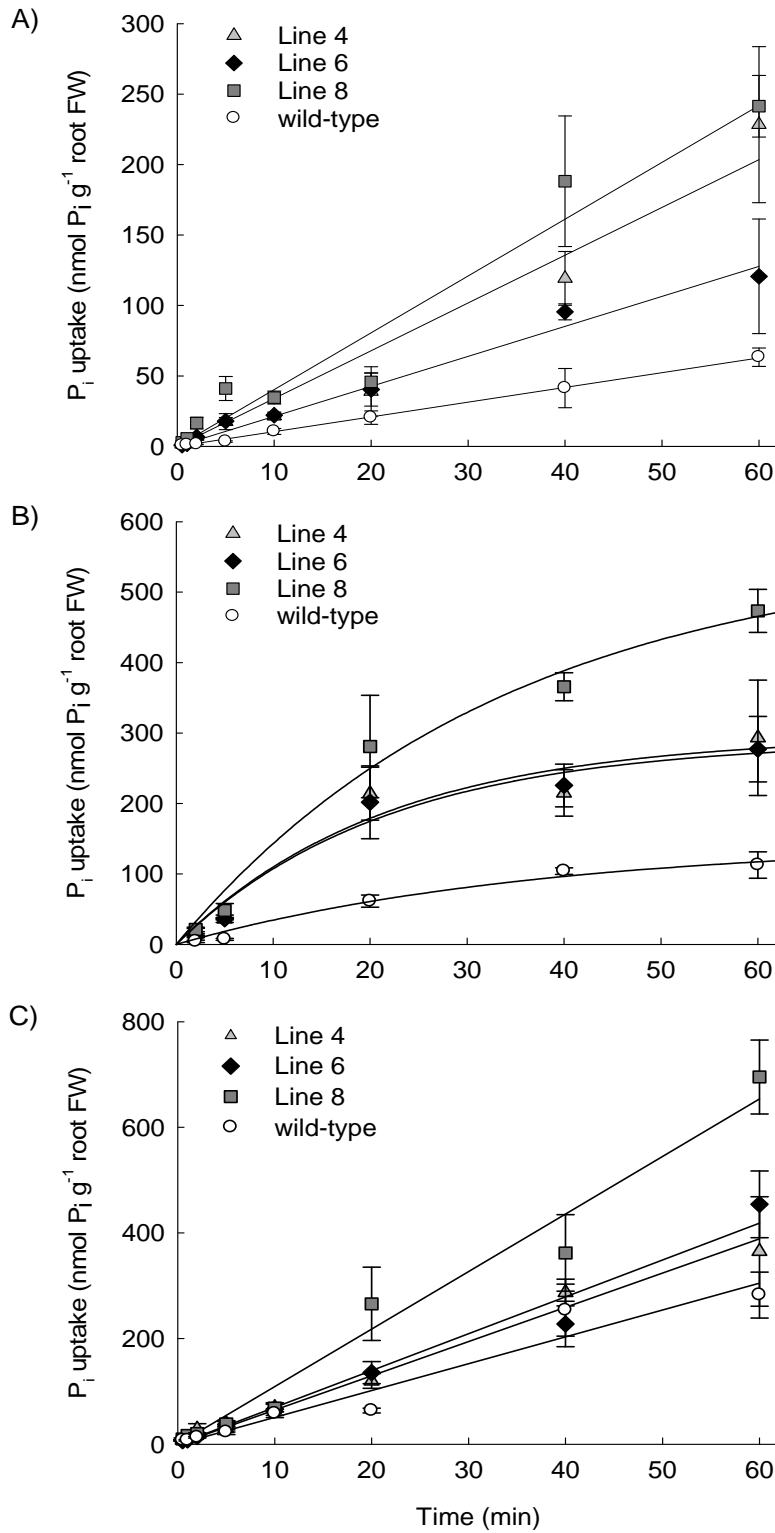 A)
300
250
200
150
100
50
0
Line 4
Line 6
Line 8
wild-type
Pi uptake (nmol Pi g-1 root FW)
0 10 20 30 40 50 60
B)
600
500
400
300
200
100
0
Line 4
Line 6
Line 8
wild-type
Pi uptake (nmol Pi g-1 root FW)
0 10 20 30 40 50 60
C)
800
600
400
200
0
Line 4
Line 6
Line 8
wild-type
Pi uptake (nmol Pi g-1 root FW)
0 10 20 30 40 50 60
Time (min)